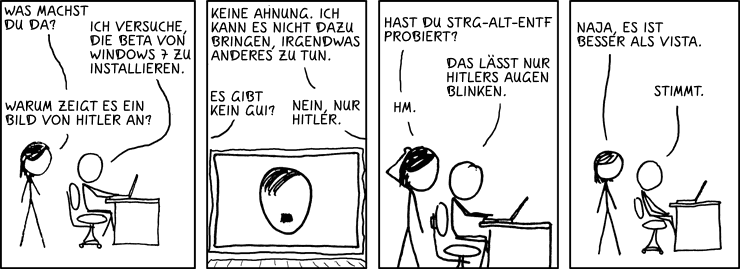 WAS MACHST
DU DA?
ICH VERSUCHE,
DIE BETA VON
WINDOWS 7 ZU
INSTALLIEREN.
WARUM ZEIGT ES EIN
BILD VON HITLER AN?
KEINE AHNUNG. ICH
KANN ES NICHT DAZU
BRINGEN, IRGENDWAS
ANDERES ZU TUN.
ES GIBT
KEIN GUI?
NEIN, NUR
HITLER.
HAST DU STRG-ALT-ENTF
PROBIERT?
DAS LÄSST NUR
HITLERS AUGEN
BLINKEN.
HM.
NAJA, ES IST
BESSER ALS VISTA.
STIMMT.